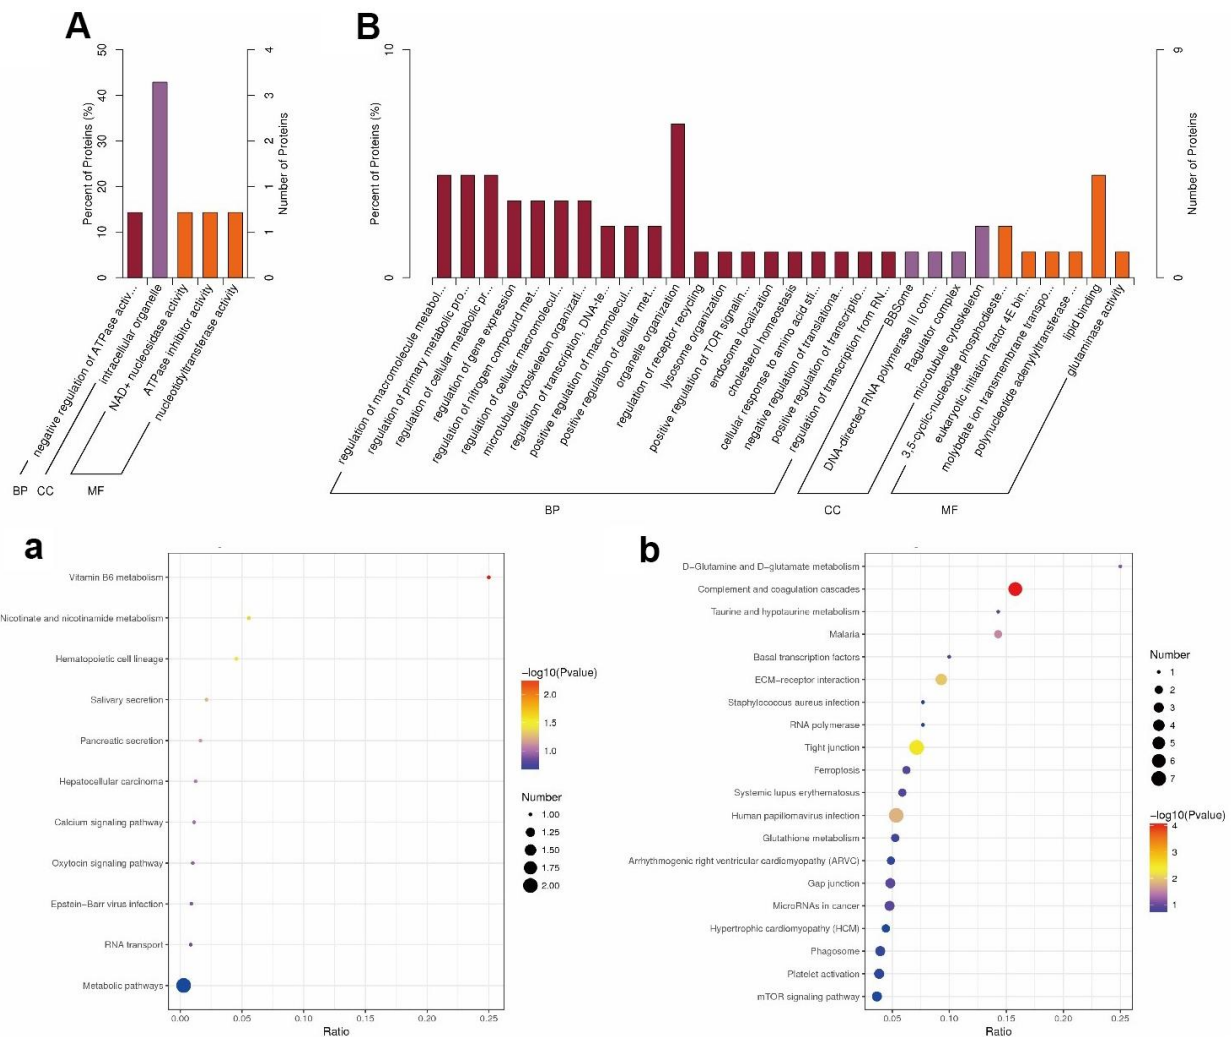 A
Percent of Proteins (%)
0
10
20
30
40
50
0
1
1
2
3
4
Number of Proteins
negative regulation of ATPase activ...
intracellular organelle
NAD+ nucleosidase activity
ATPase inhibitor activity
nucleotidyltransferase activity
BP
CC
MF
B
Percent of Proteins (%)
0
10
0
9
Number of Proteins
regulation of macromolecule metabol...
regulation of primary metabolic pro...
regulation of cellular metabolic pr...
regulation of gene expression
regulation of nitrogen compound met...
regulation of cellular macromolecul...
microtubule cytoskeleton organizati...
regulation of transcription, DNA-te...
positive regulation of macromolecul...
positive regulation of cellular met...
organelle organization
regulation of receptor recycling
lysosome organization
positive regulation of TOR signalin...
endosome localization
cholesterol homeostasis
cellular response to amino acid sti...
negative regulation of translationa...
positive regulation of transcriptio...
regulation of transcription from RN...
BBSome
DNA-directed RNA polymerase III com...
Ragulator complex
microtubule cytoskeleton
3,5-cyclic-nucleotide phosphodieste...
eukaryotic initiation factor 4E bin...
molybdate ion transmembrane transpo...
polynucleotide adenylyltransferase ...
lipid binding
glutaminase activity
BP
CC
MF
a
Vitamin B6 metabolism
Nicotinate and nicotinamide metabolism
Hematopoietic cell lineage
Salivary secretion
Pancreatic secretion
Hepatocellular carcinoma
Calcium signaling pathway
Oxytocin signaling pathway
Epstein-Barr virus infection
RNA transport
Metabolic pathways
0.00
0.05
0.10
0.15
0.20
0.25
Ratio
-log10(Pvalue)
2.0
1.5
1.0
Number
1.00
1.25
1.50
1.75
2.00
b
D-Glutamine and D-glutamate metabolism
Complement and coagulation cascades
Taurine and hypotaurine metabolism
Malaria
Basal transcription factors
ECM-receptor interaction
Staphylococcus aureus infection
RNA polymerase
Tight junction
Ferroptosis
Systemic lupus erythematosus
Human papillomavirus infection
Glutathione metabolism
Arrhythmogenic right ventricular cardiomyopathy (ARVC)
Gap junction
MicroRNAs in cancer
Hypertrophic cardiomyopathy (HCM)
Phagosome
Platelet activation
mTOR signaling pathway
0.05
0.10
0.15
0.20
0.25
Ratio
Number
1
2
3
4
5
6
7
-log10(Pvalue)
4
3
2
1